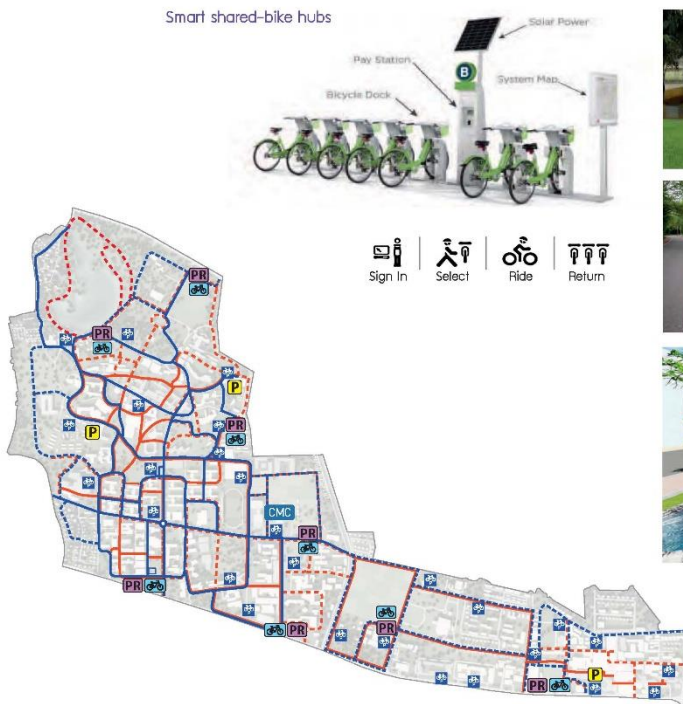 Smart shared-bike hubs
Solar Power
Pay Station
B
System Map
Bicycle Dock
Sign In
Select
Ride
Return
PR
PR
P
PR
P
CMC
PR
PR
PR
PR
P
PR